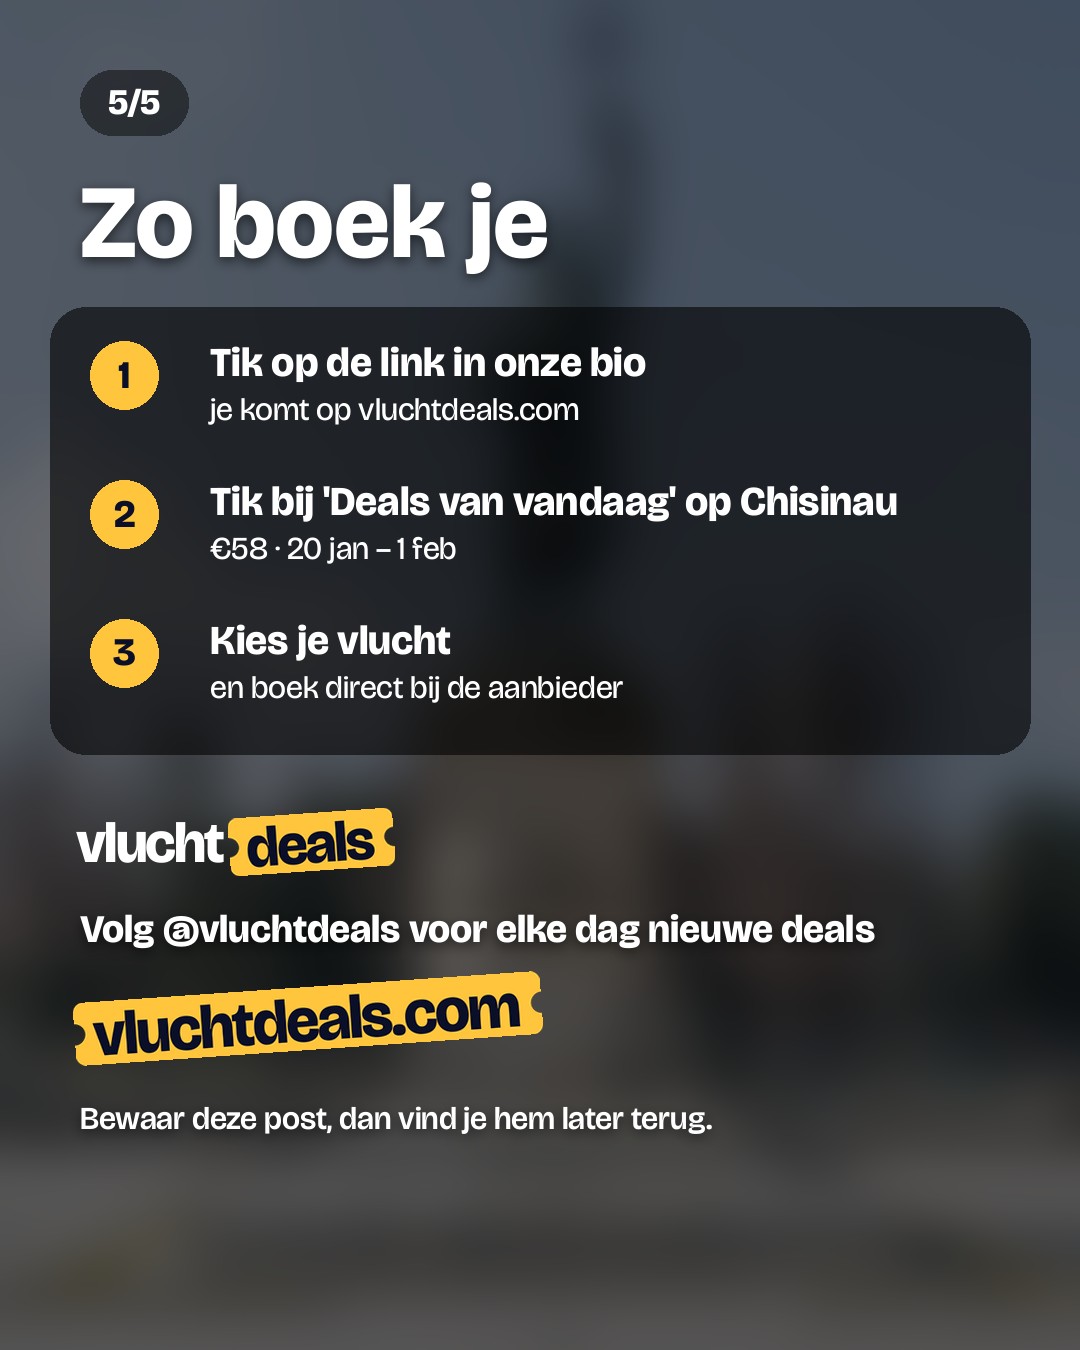 5/5
Zo boek je
1
Tik op de link in onze bio
je komt op vluchtdeals.com
2
Tik bij 'Deals van vandaag' op Chisinau
€58 · 20 jan – 1 feb
3
Kies je vlucht
en boek direct bij de aanbieder
vlucht deals
Volg @vluchtdeals voor elke dag nieuwe deals
vluchtdeals.com
Bewaar deze post, dan vind je hem later terug.